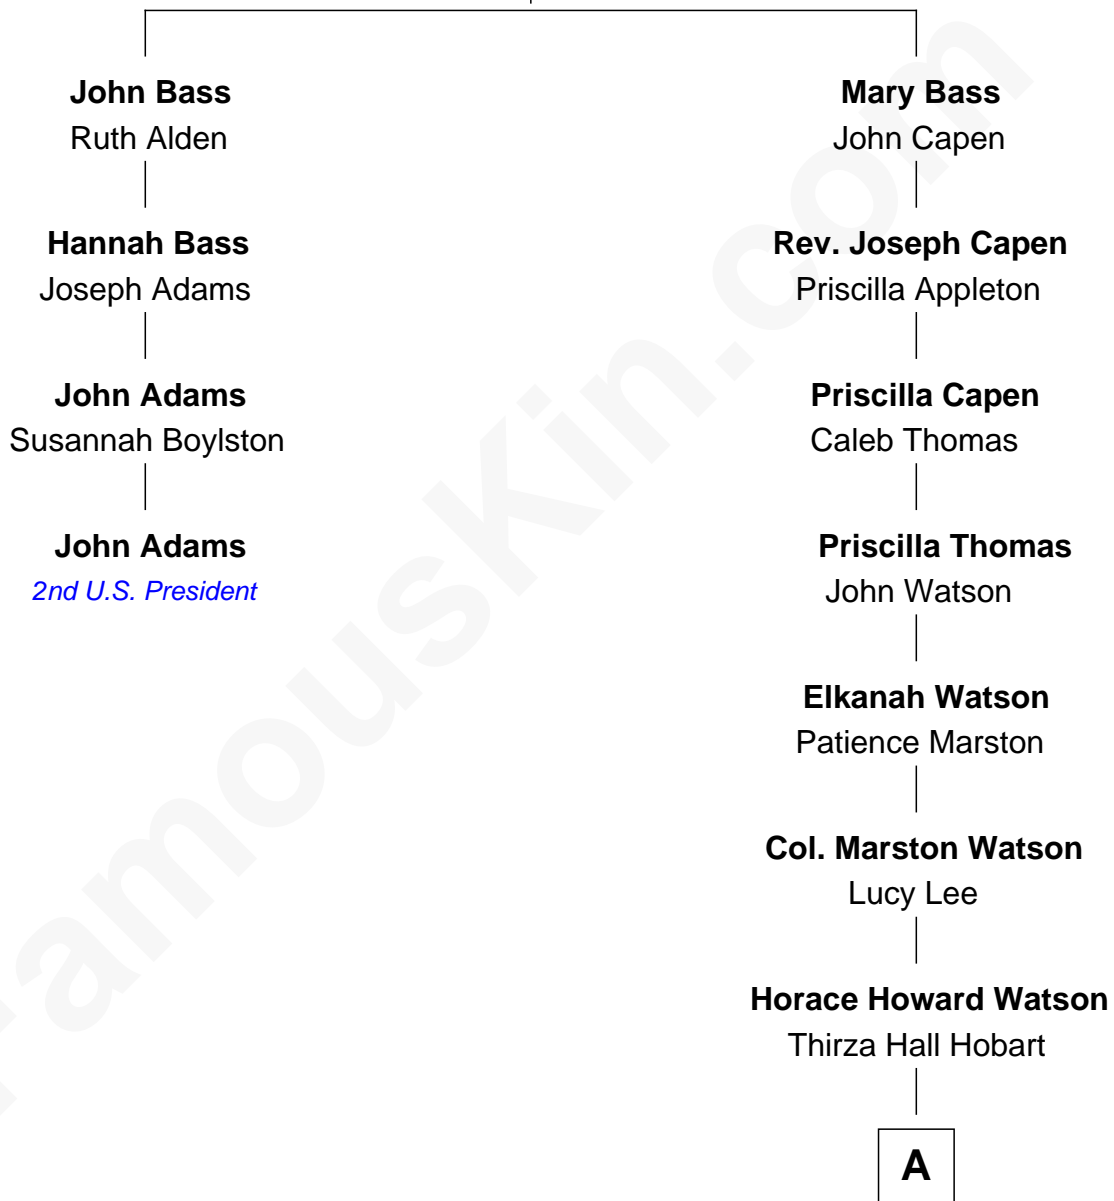 John Bass
Ruth Alden
Hannah Bass
Joseph Adams
John Adams
Susannah Boylston
John Adams
2nd U.S. President
Mary Bass
John Capen
Rev. Joseph Capen
Priscilla Appleton
Priscilla Capen
Caleb Thomas
Priscilla Thomas
John Watson
Elkanah Watson
Patience Marston
Col. Marston Watson
Lucy Lee
Horace Howard Watson
Thirza Hall Hobart
A
FamousKin.com